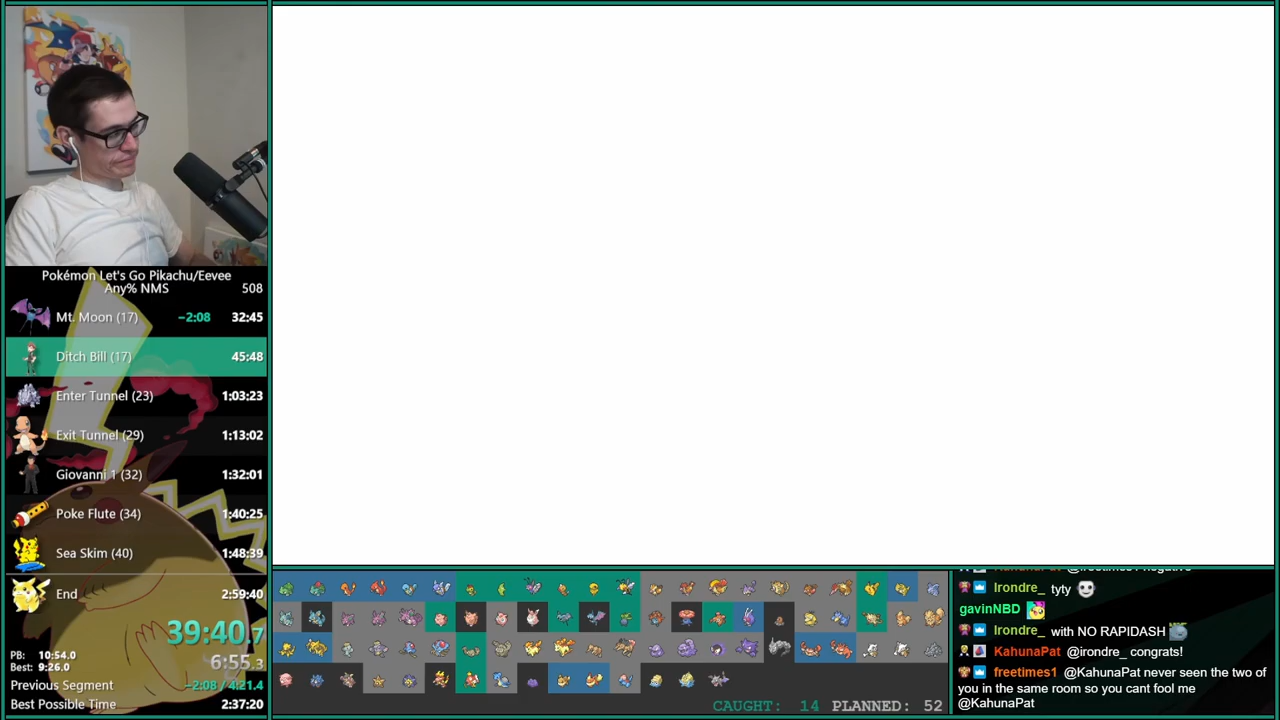 Pokémon Let's Go Pikachu/Eevee
Any% NMS 508
Mt. Moon (17) −2:08 32:45
Ditch Bill (17) 45:48
Enter Tunnel (23) 1:03:23
Exit Tunnel (29) 1:13:02
Giovanni 1 (32) 1:32:01
Poke Flute (34) 1:40:25
Sea Skim (40) 1:48:39
End 2:59:40
39:40.7
PB: 10:54.0
Best: 9:26.0
6:55.3
Previous Segment −2:08 / 4:21.4
Best Possible Time 2:37:20
CAUGHT: 14 PLANNED: 52
Irondre_ tyty
gavinNBD
Irondre_ with NO RAPIDASH
KahunaPat @irondre_ congrats!
freetimes1 @KahunaPat never seen the two of
you in the same room so you cant fool me
@KahunaPat